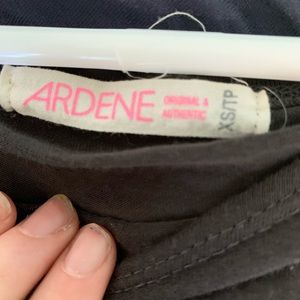 ARDENE
ORIGINAL &
AUTHENTIC
XS/TP